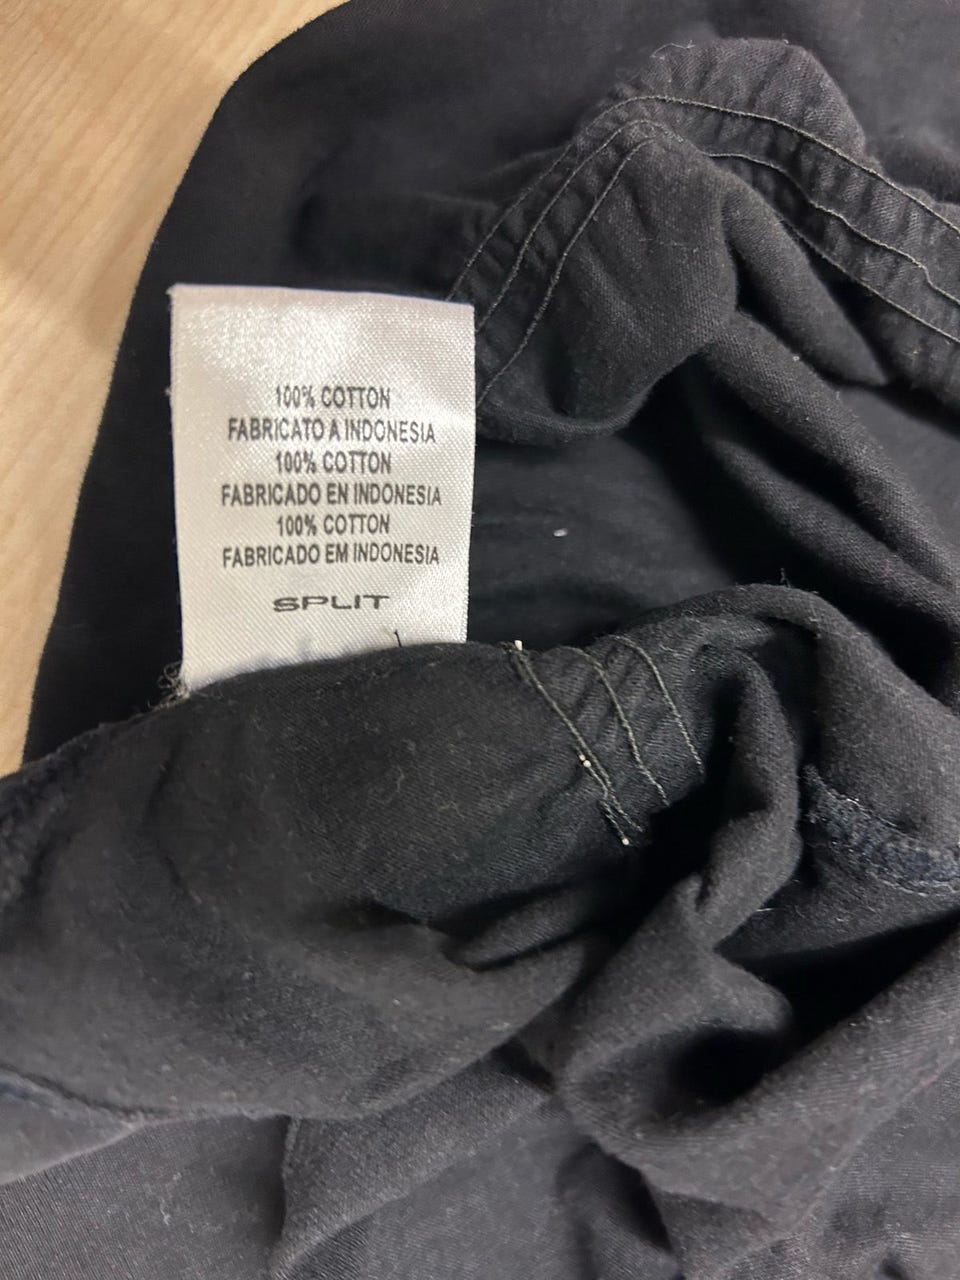 100% COTTON
FABRICATO A INDONESIA
100% COTTON
FABRICADO EN INDONESIA
100% COTTON
FABRICADO EM INDONESIA
SPLIT